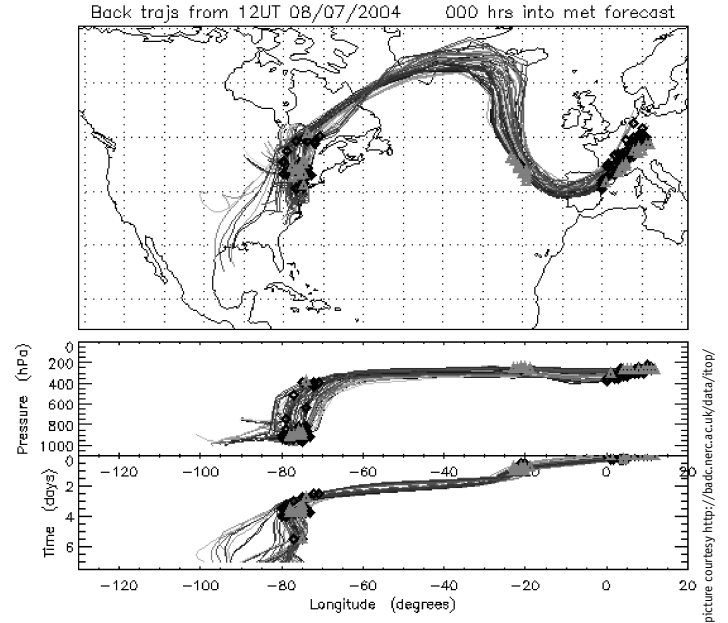 Back trajs from 12UT 08/07/2004 000 hrs into met forecast
Pressure (hPa)
0
200
400
600
800
1000
-120 -100 -80 -60 -40 -20 0 20
Time (days)
0
2
4
6
-120 -100 -80 -60 -40 -20 0 20
Longitude (degrees)
picture courtesy http://badc.nerc.ac.uk/data/itop/